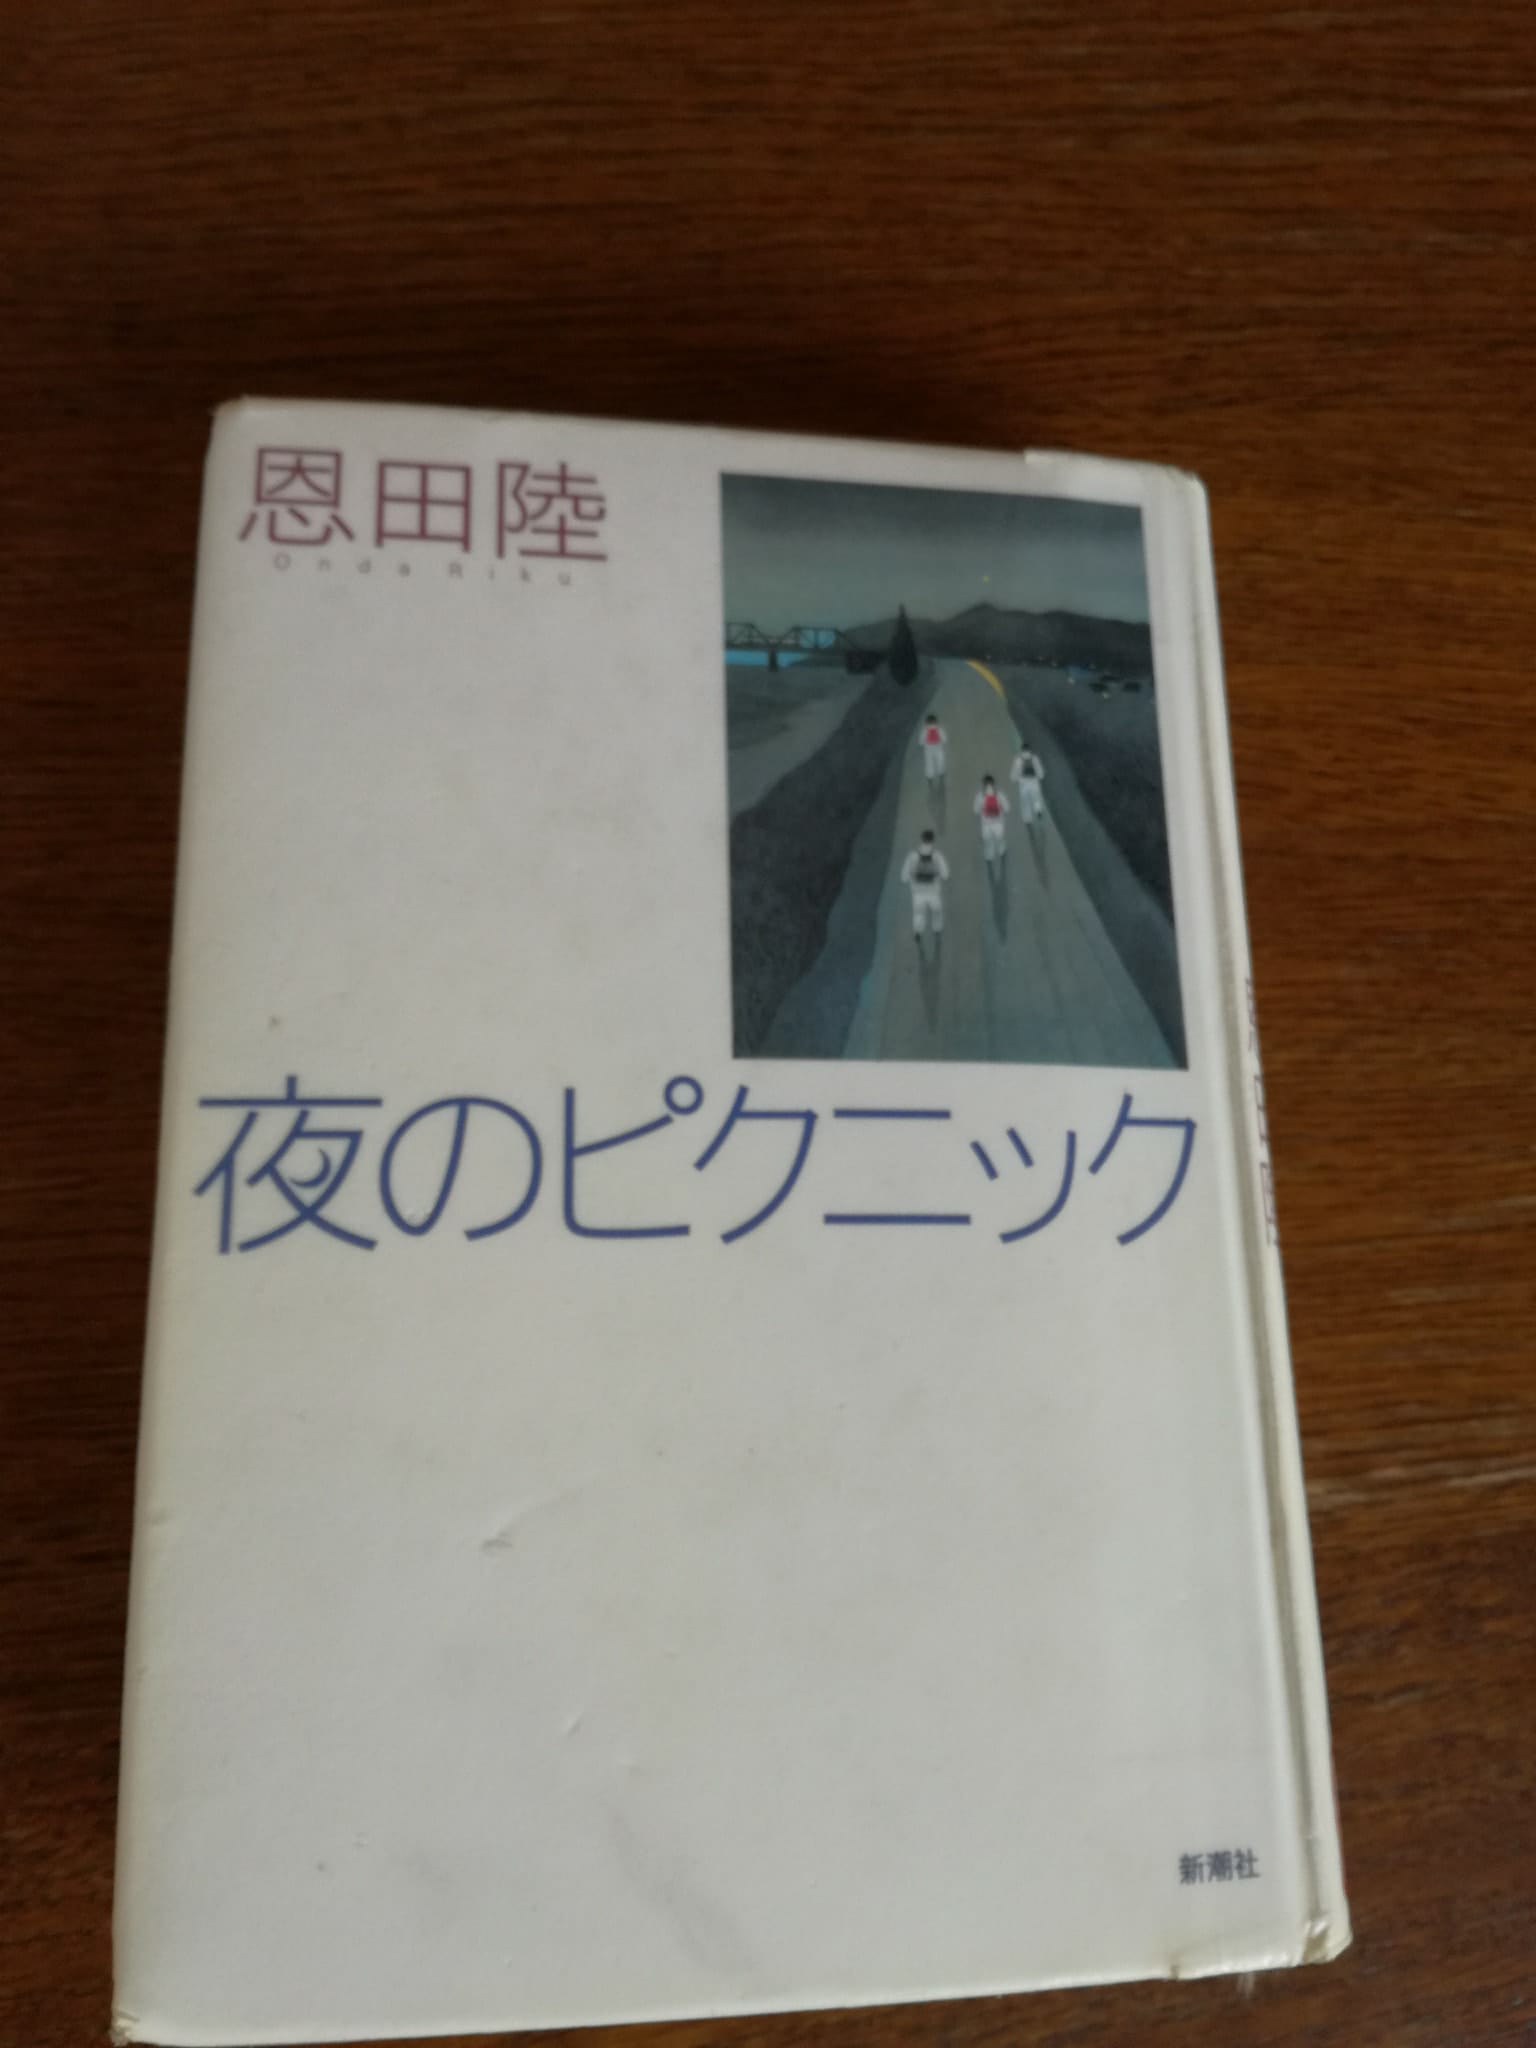 恩田陸
Onda Riku
夜のピクニック
新潮社